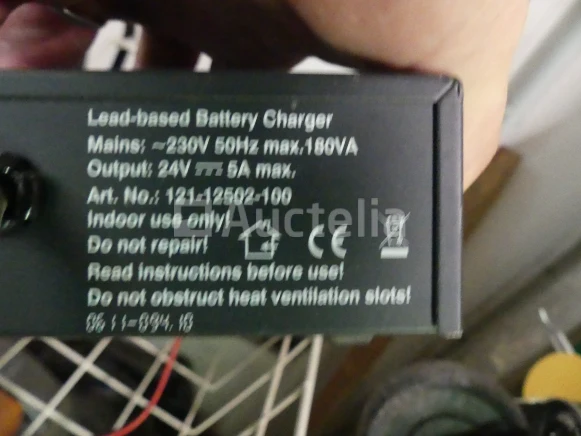 Lead-based Battery Charger
Mains: ~230V 50Hz max.180VA
Output: 24V ⎓ 5A max.
Art. No.: 121-12502-100
Indoor use only!
Auctelia
Do not repair!
CE
Read instructions before use!
Do not obstruct heat ventilation slots!